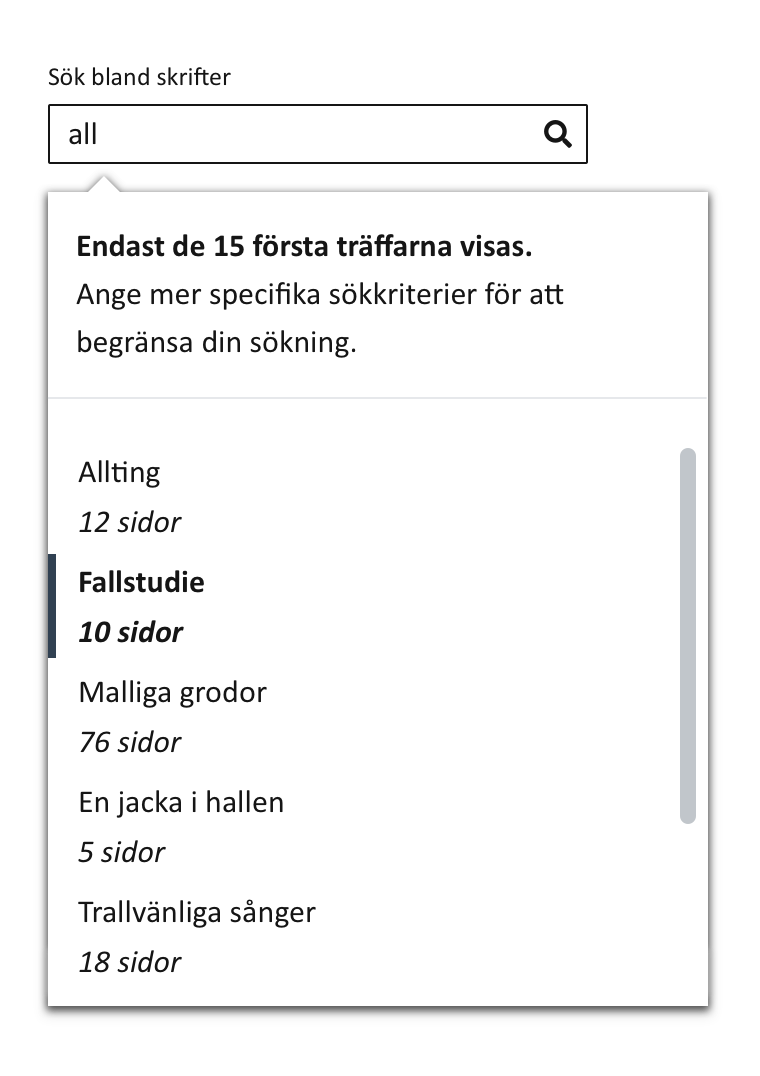 Sök bland skrifter
all
Endast de 15 första träffarna visas.
Ange mer specifika sökkriterier för att
begränsa din sökning.
Allting
12 sidor
Fallstudie
10 sidor
Malliga grodor
76 sidor
En jacka i hallen
5 sidor
Trallvänliga sånger
18 sidor